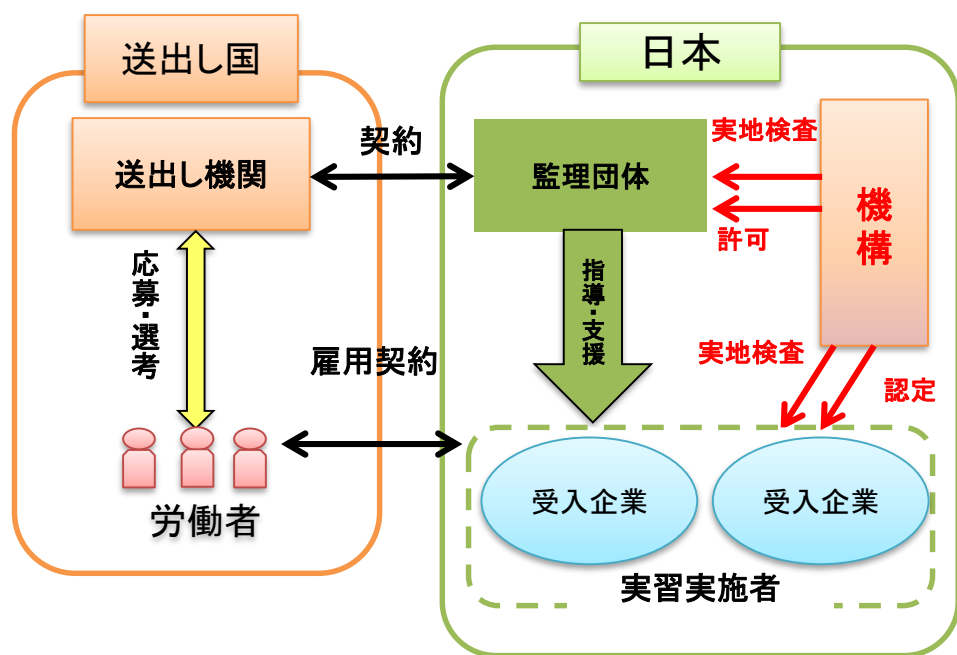 送出し国
日本
送出し機関
契約
監理団体
実地検査
許可
機構
応募・選考
指導・支援
雇用契約
実地検査
認定
労働者
受入企業
受入企業
実習実施者